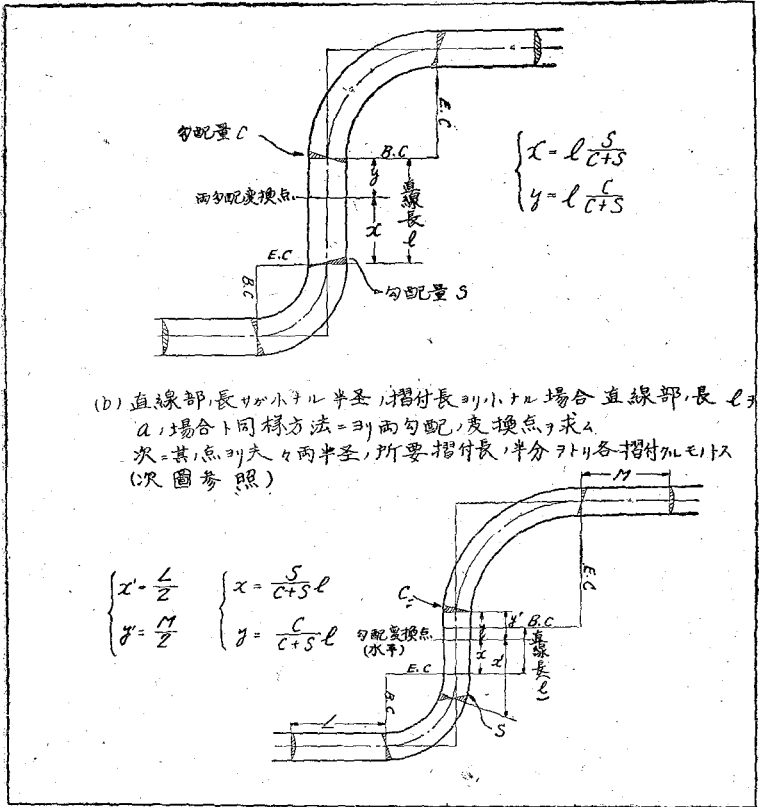 E.C
勾配量 C
B.C
y
両勾配変換点
直線長 l
x
E.C
B.C
勾配量 S
x = l S/(C+S)
y = l C/(C+S)
(b) 直線部ノ長サガ小ナル半圣ノ摺付長ヨリ小ナル場合 直線部ノ長 l ヲ
a ノ場合ト同様方法ニヨリ両勾配ノ変換点ヲ求ム
次ニ其ノ点ヨリ夫々両半圣ノ所要摺付長ノ半分ヲトリ各摺付クルモノトス
(次圖参照)
M
E.C
x' = L/2
y' = M/2
x = S/(C+S) l
y = C/(C+S) l
C
y'
B.C
y
勾配変換点
(水平)
直線長(l)
x
x'
E.C
B.C
S
L